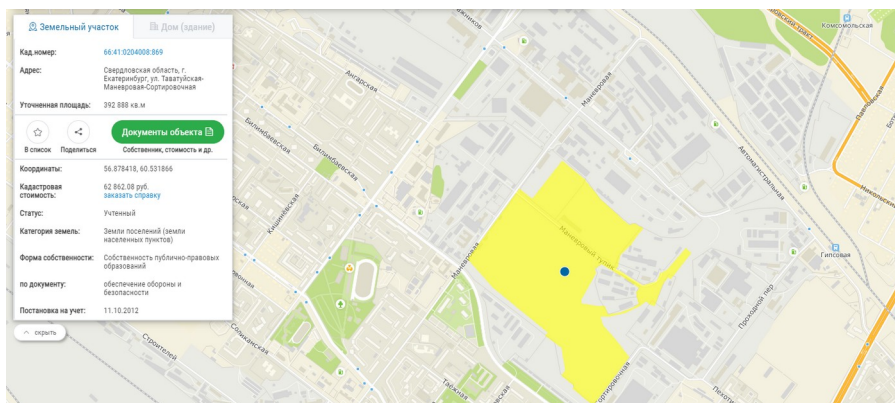 Земельный участок
Дом (здание)
Кад.номер: 66:41:0204008:869
Адрес: Свердловская область, г.
Екатеринбург, ул. Таватуйская-
Маневровая-Сортировочная
Уточненная площадь: 392 888 кв.м
Документы объекта
В список Поделиться Собственник, стоимость и др.
Координаты: 56.878418, 60.531866
Кадастровая 62 862.08 руб.
стоимость: заказать справку
Статус: Учтенный
Категория земель: Земли поселений (земли
населенных пунктов)
Форма собственности: Собственность публично-правовых
образований
по документу: обеспечение обороны и
безопасности
Постановка на учет: 11.10.2012
скрыть
Комсомольская
Ангарская
Маневровая
Билимбаевская
Билимбаевская
Автомагистральная
Кишинёвская
Маневровый тупик
Маневровая
Гипсовая
Проходной пер
Строителей
Соликамская
Таёжная